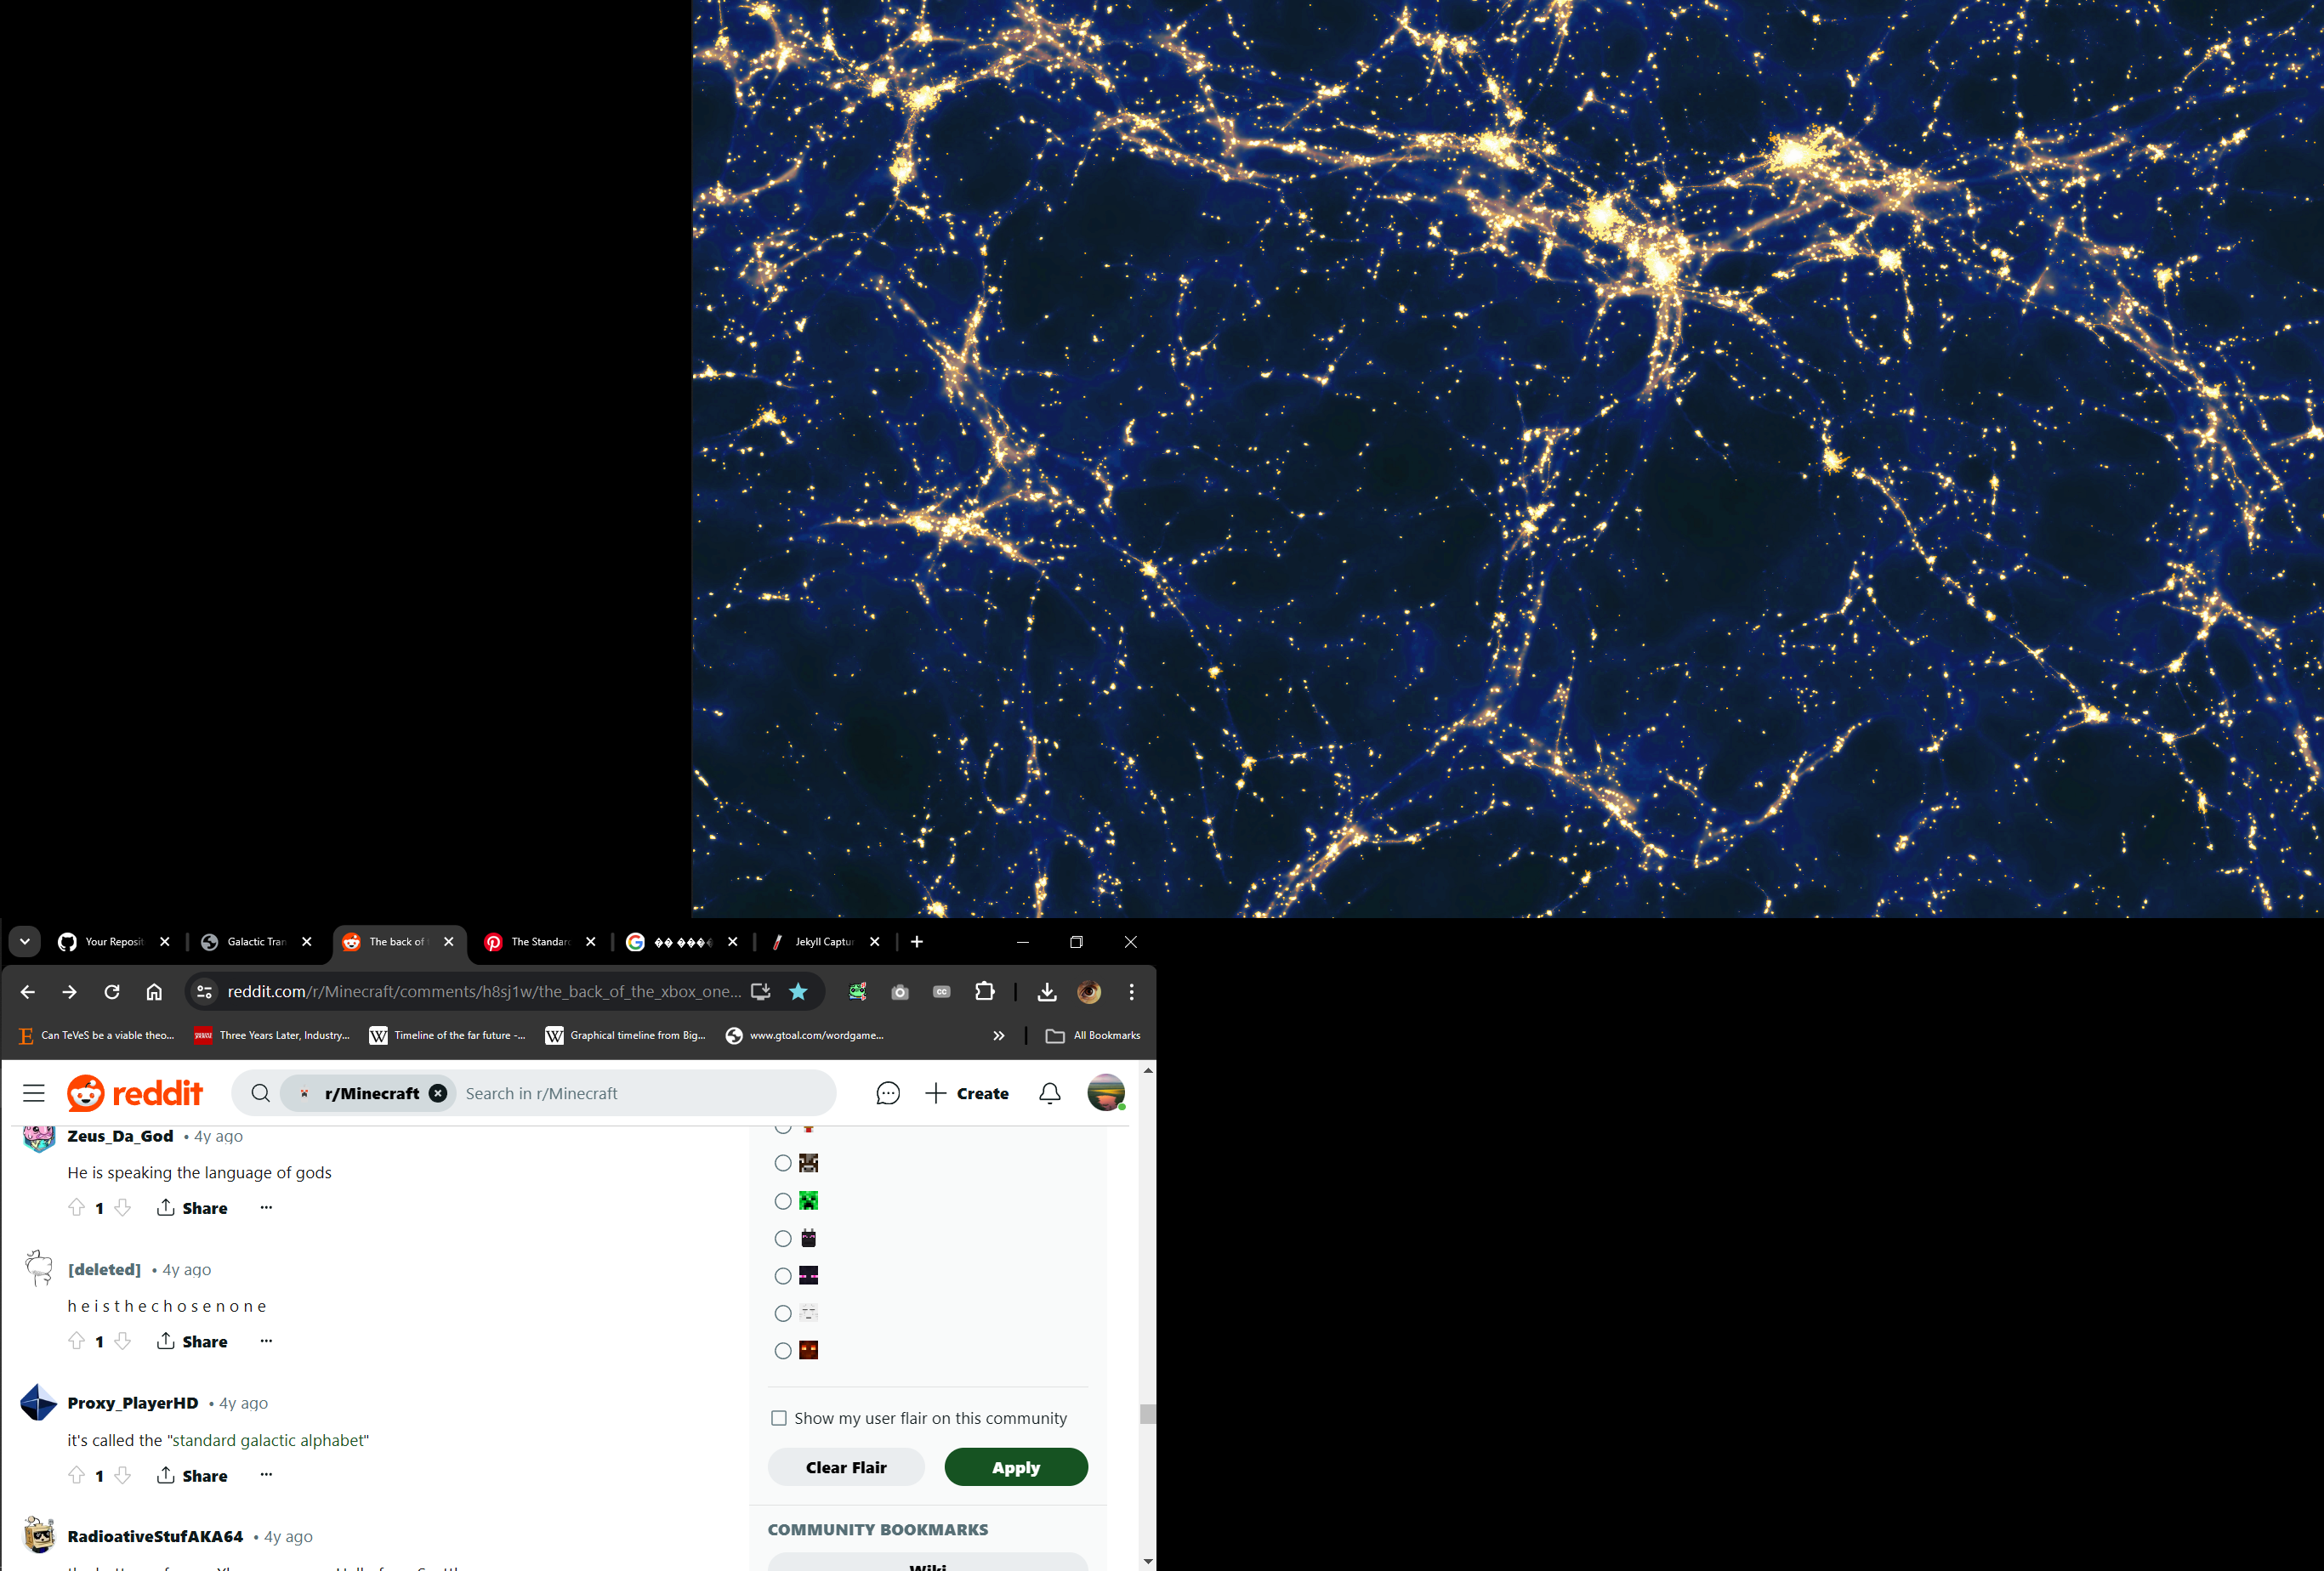 Your Reposit
Galactic Tran
The back of
The Standar
Jekyll Captur
reddit.com/r/Minecraft/comments/h8sj1w/the_back_of_the_xbox_one...
Can TeVeS be a viable theo...
Three Years Later, Industry...
Timeline of the far future -...
Graphical timeline from Big...
www.gtoal.com/wordgame...
»
All Bookmarks
reddit
r/Minecraft
Search in r/Minecraft
Create
Zeus_Da_God • 4y ago
He is speaking the language of gods
1
Share
[deleted] • 4y ago
h e i s t h e c h o s e n o n e
1
Share
Proxy_PlayerHD • 4y ago
it's called the "standard galactic alphabet"
1
Share
RadioativeStufAKA64 • 4y ago
Show my user flair on this community
Clear Flair
Apply
COMMUNITY BOOKMARKS
Wiki